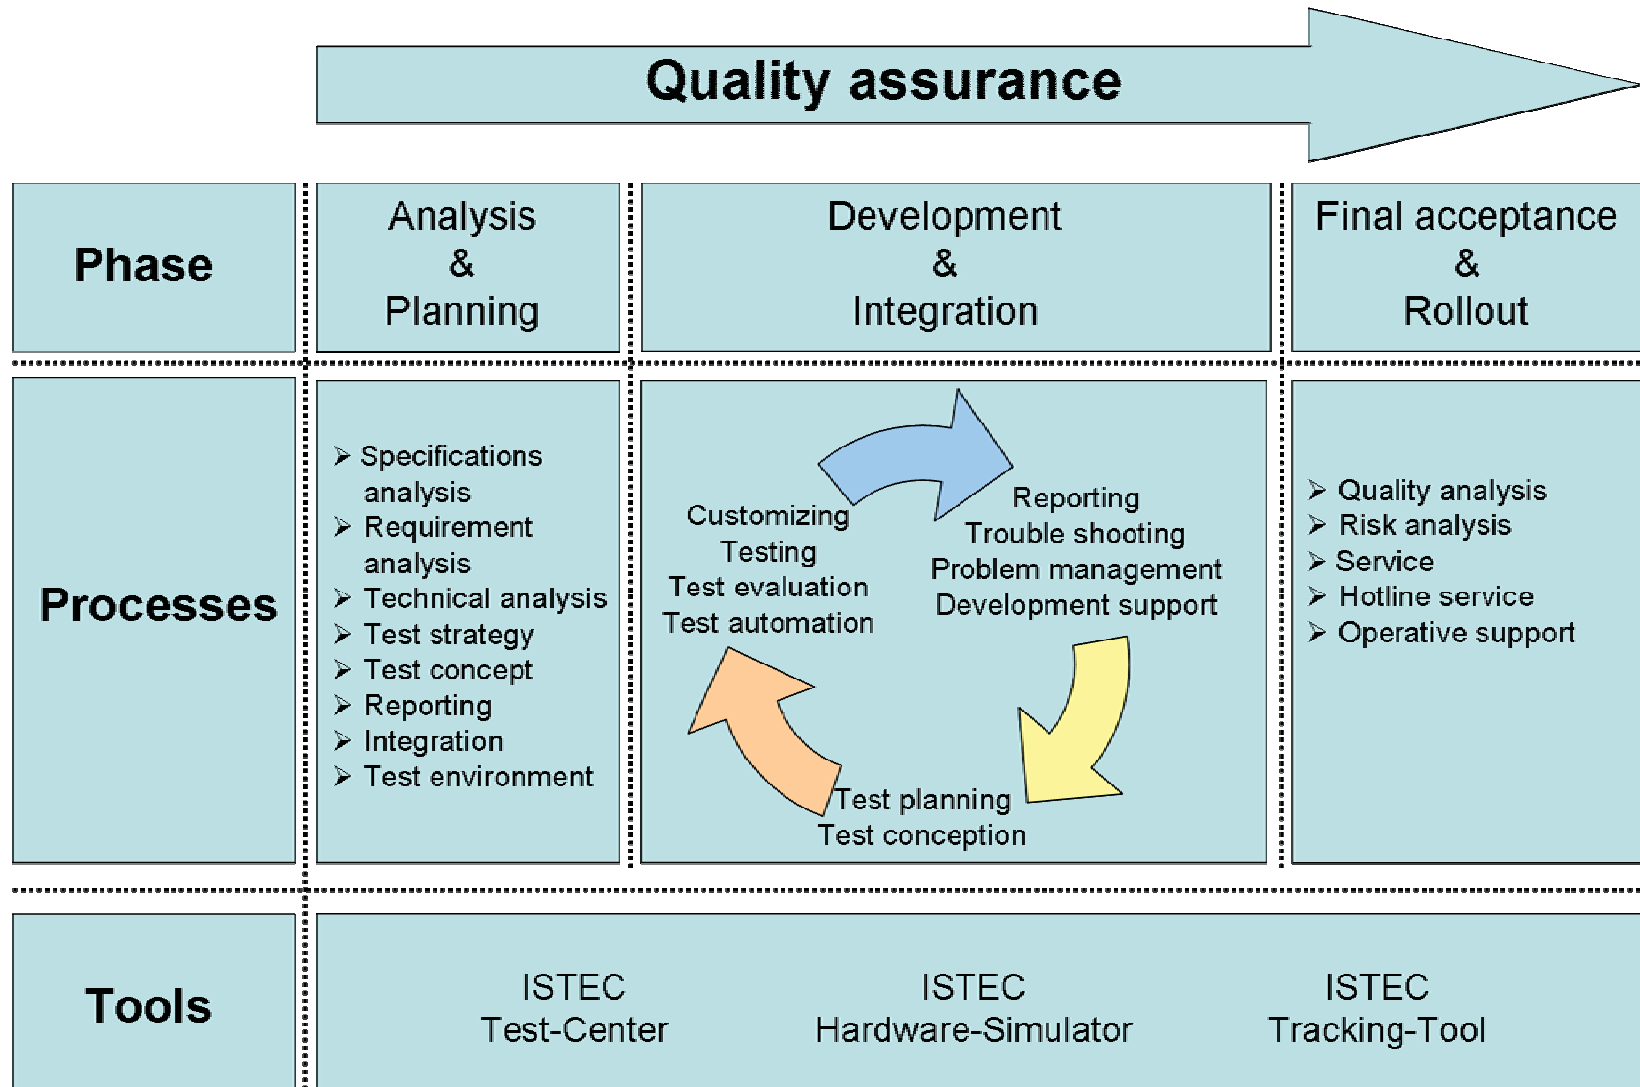 Quality assurance
Phase
Analysis
&
Planning
Development
&
Integration
Final acceptance
&
Rollout
Processes
➢ Specifications
analysis
➢ Requirement
analysis
➢ Technical analysis
➢ Test strategy
➢ Test concept
➢ Reporting
➢ Integration
➢ Test environment
Customizing
Testing
Test evaluation
Test automation
Reporting
Trouble shooting
Problem management
Development support
Test planning
Test conception
➢ Quality analysis
➢ Risk analysis
➢ Service
➢ Hotline service
➢ Operative support
Tools
ISTEC
Test-Center
ISTEC
Hardware-Simulator
ISTEC
Tracking-Tool